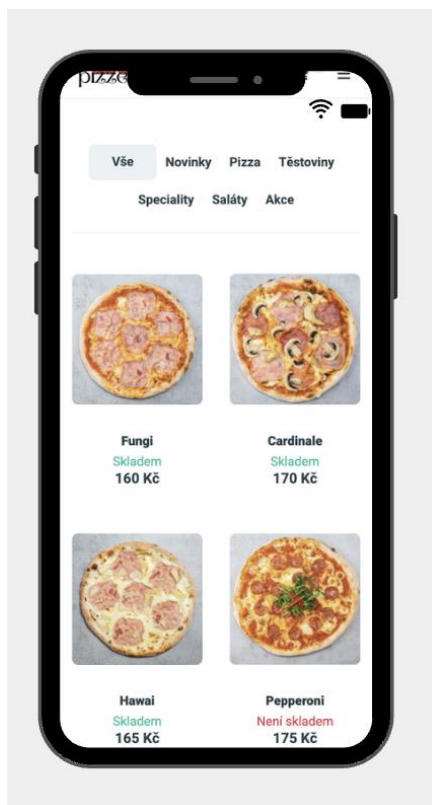 Vše Novinky Pizza Těstoviny
Speciality Saláty Akce
Fungi Cardinale
Skladem Skladem
160 Kč 170 Kč
Hawai Pepperoni
Skladem Není skladem
165 Kč 175 Kč